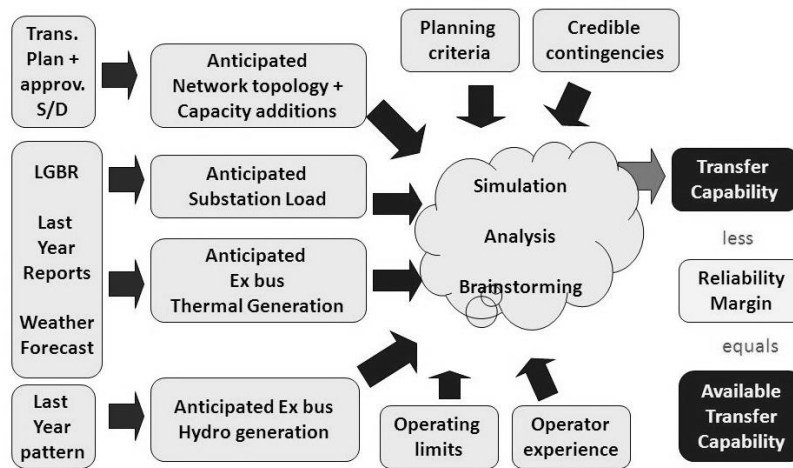 Trans.
Plan +
approv.
S/D
Anticipated
Network topology +
Capacity additions
Planning
criteria
Credible
contingencies
LGBR
Last
Year
Reports
Weather
Forecast
Anticipated
Substation Load
Anticipated
Ex bus
Thermal Generation
Simulation
Analysis
Brainstorming
Transfer
Capability
less
Reliability
Margin
equals
Available
Transfer
Capability
Last
Year
pattern
Anticipated Ex bus
Hydro generation
Operating
limits
Operator
experience